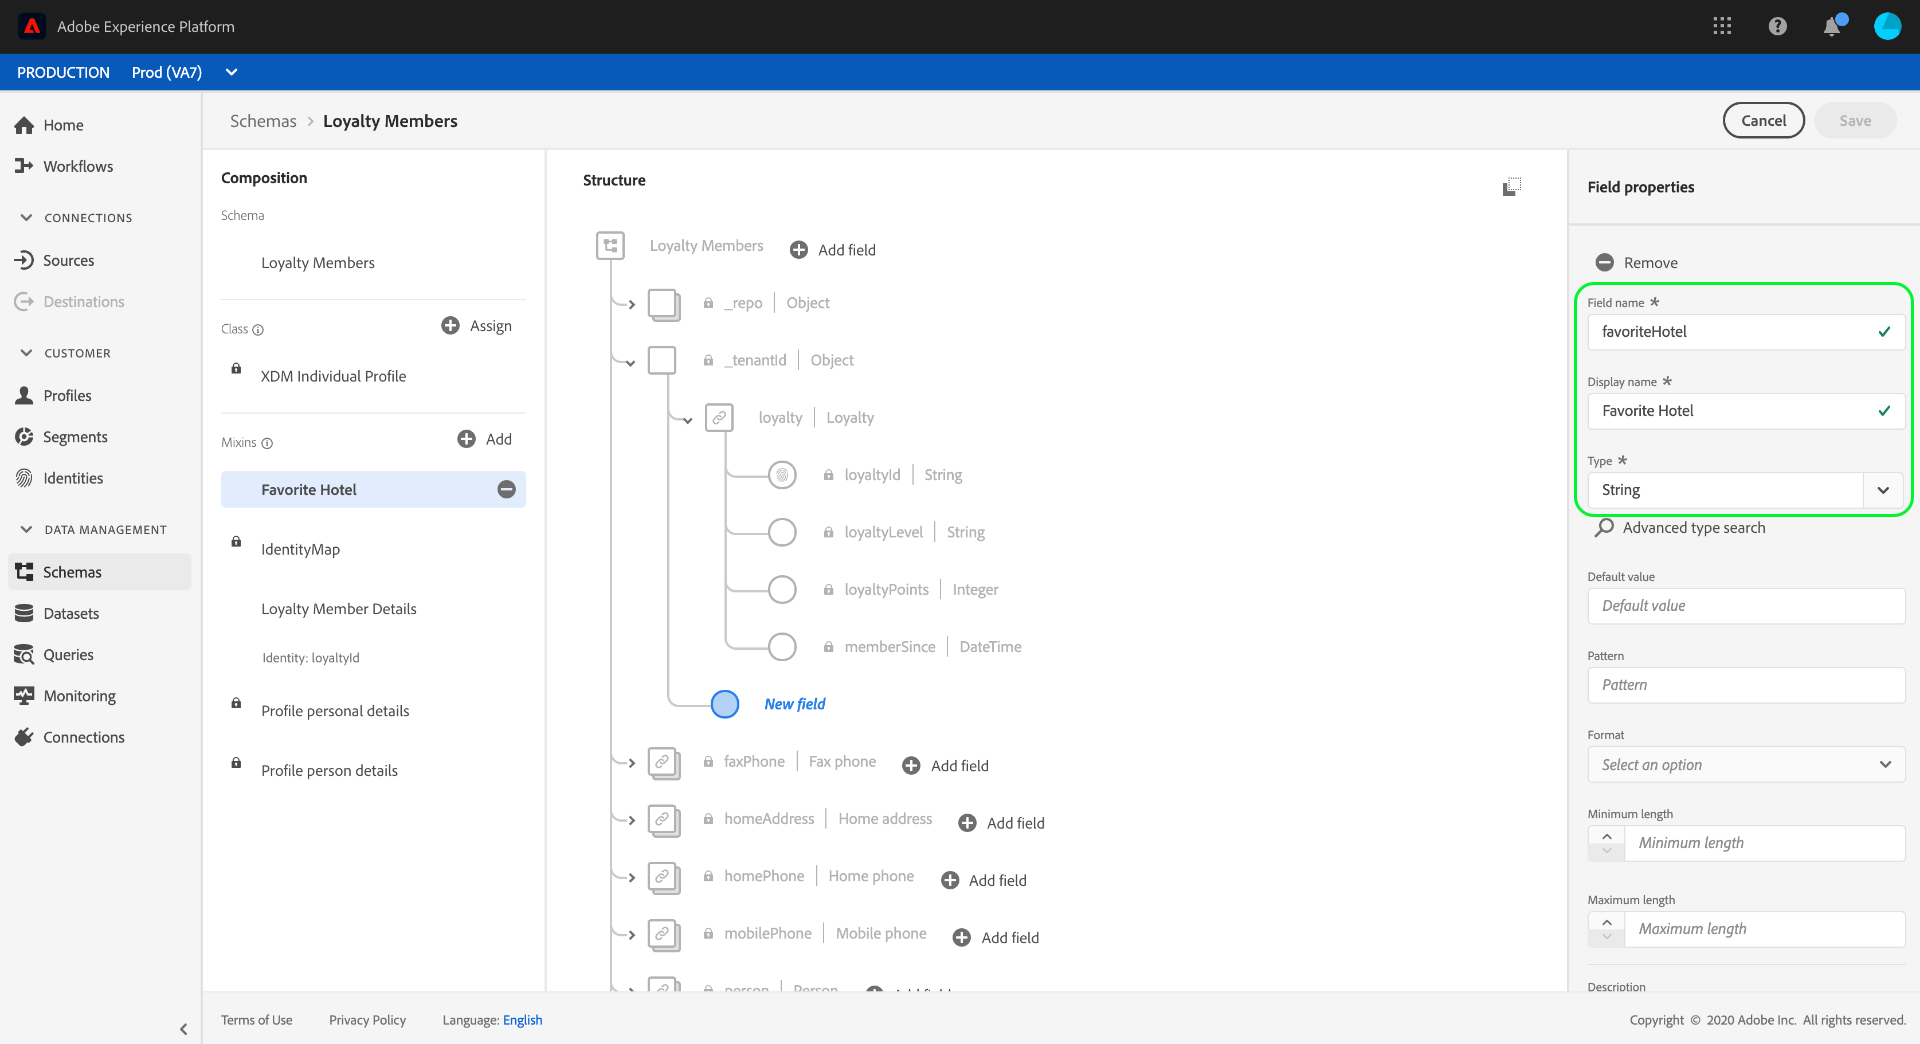 Adobe Experience Platform
PRODUCTION Prod (VA7)
Home
Workflows
CONNECTIONS
Sources
Destinations
CUSTOMER
Profiles
Segments
Identities
DATA MANAGEMENT
Schemas
Datasets
Queries
Monitoring
Connections
Schemas > Loyalty Members
Cancel
Save
Composition
Schema
Loyalty Members
Class
Assign
XDM Individual Profile
Mixins
Add
Favorite Hotel
IdentityMap
Loyalty Member Details
Identity: loyaltyId
Profile personal details
Profile person details
Structure
Loyalty Members Add field
_repo | Object
_tenantId | Object
loyalty | Loyalty
loyaltyId | String
loyaltyLevel | String
loyaltyPoints | Integer
memberSince | DateTime
New field
faxPhone | Fax phone Add field
homeAddress | Home address Add field
homePhone | Home phone Add field
mobilePhone | Mobile phone Add field
person | Person Add field
Field properties
Remove
Field name *
favoriteHotel
Display name *
Favorite Hotel
Type *
String
Advanced type search
Default value
Default value
Pattern
Pattern
Format
Select an option
Minimum length
Minimum length
Maximum length
Maximum length
Description
Terms of Use Privacy Policy Language: English
Copyright © 2020 Adobe Inc. All rights reserved.